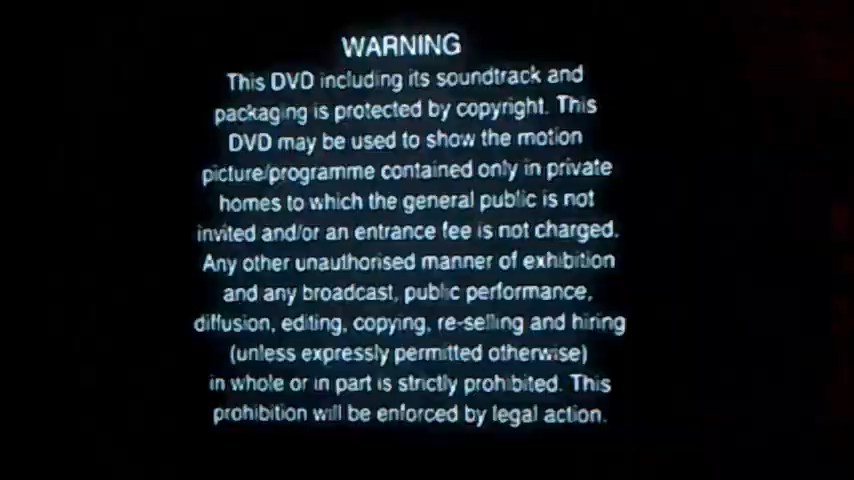 WARNING
This DVD including its soundtrack and
packaging is protected by copyright. This
DVD may be used to show the motion
picture/programme contained only in private
homes to which the general public is not
invited and/or an entrance fee is not charged.
Any other unauthorised manner of exhibition
and any broadcast, public performance,
diffusion, editing, copying, re-selling and hiring
(unless expressly permitted otherwise)
in whole or in part is strictly prohibited. This
prohibition will be enforced by legal action.